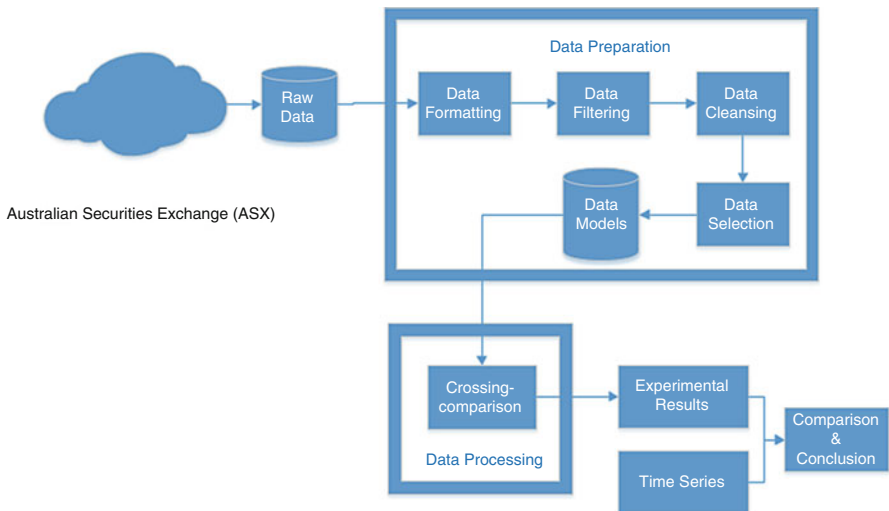 Data Preparation
Raw
Data
Data
Formatting
Data
Filtering
Data
Cleansing
Australian Securities Exchange (ASX)
Data
Models
Data
Selection
Crossing-
comparison
Data Processing
Experimental
Results
Time Series
Comparison
&
Conclusion